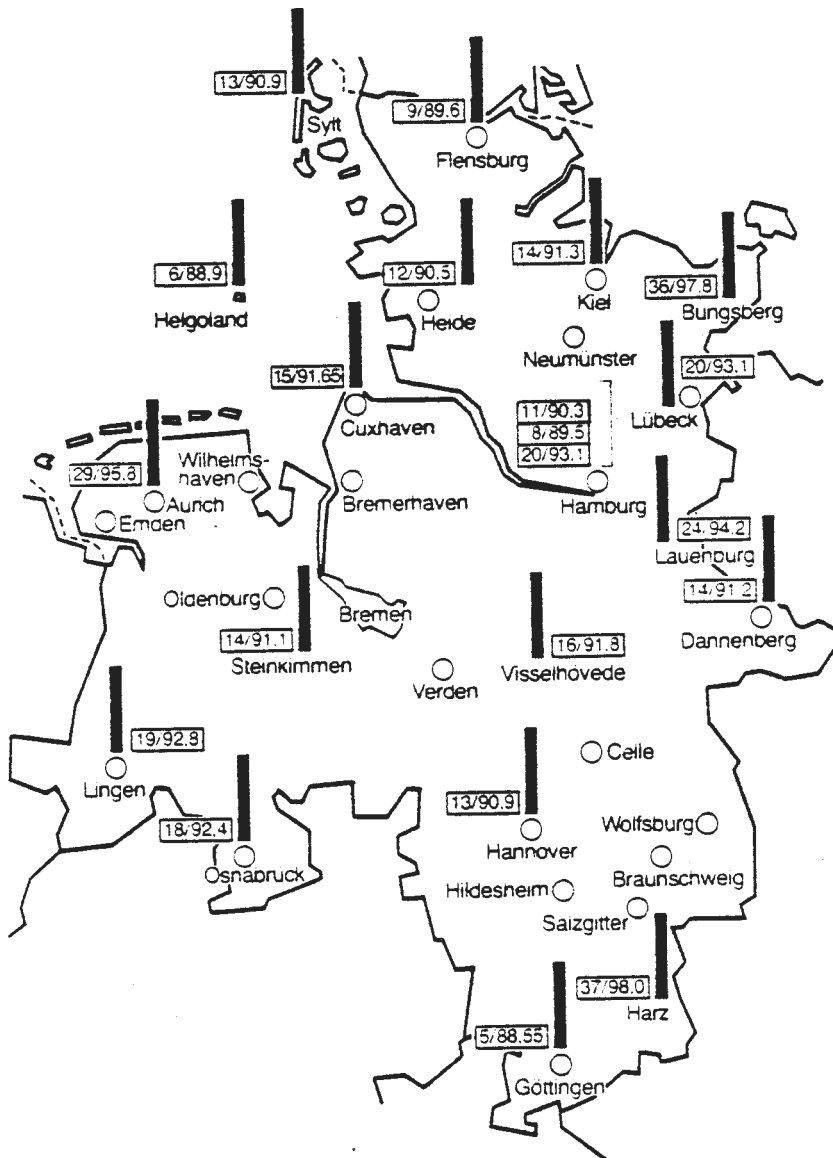 13/90.9
Sylt
9/89.6
Flensburg
6/88.9
Helgoland
12/90.5
Heide
14/91.3
Kiel
36/97.8
Bungsberg
Neumünster
15/91.65
Cuxhaven
20/93.1
Lübeck
11/90.3
8/89.5
20/93.1
Hamburg
29/95.8
Aurich
Wilhelms-
haven
Bremerhaven
Emden
24/94.2
Lauenburg
14/91.2
Dannenberg
Oldenburg
Bremen
14/91.1
Steinkimmen
16/91.8
Visselhövede
Verden
19/92.8
Lingen
Celle
13/90.9
Hannover
18/92.4
Osnabrück
Wolfsburg
Braunschweig
Hildesheim
Salzgitter
37/98.0
Harz
5/88.55
Göttingen